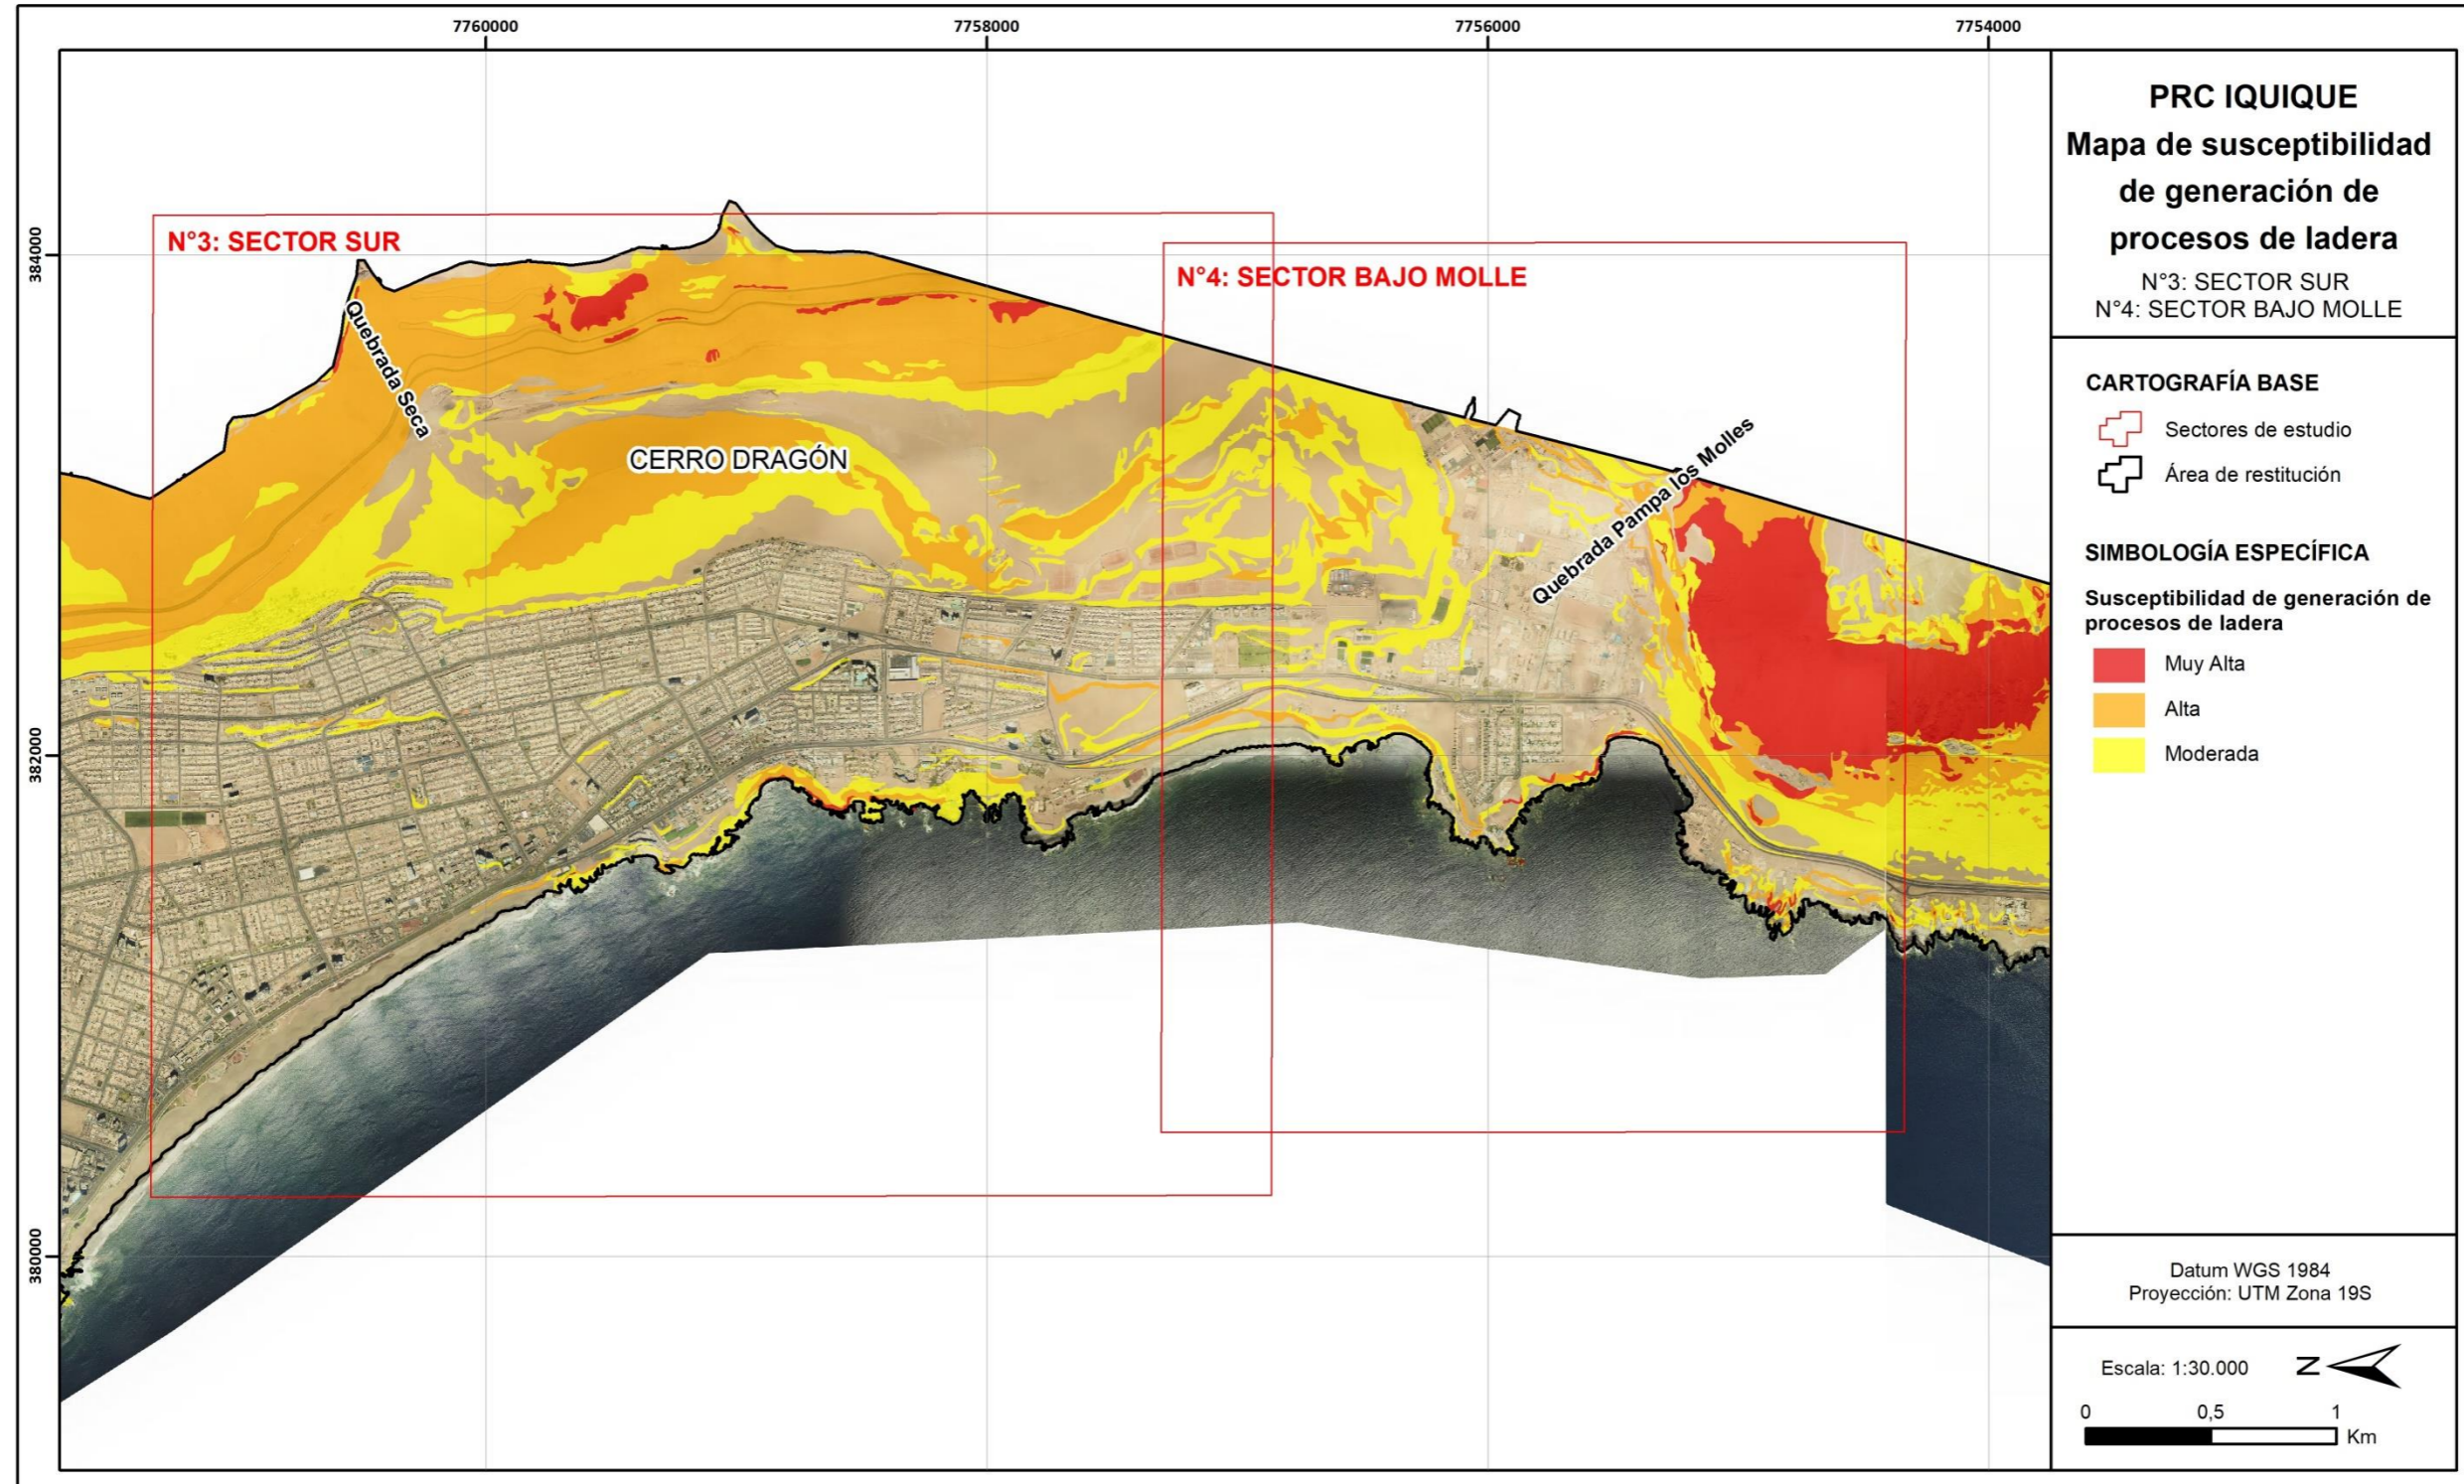 7760000
7758000
7756000
7754000
384000
382000
380000
N°3: SECTOR SUR
N°4: SECTOR BAJO MOLLE
Quebrada Seca
CERRO DRAGÓN
Quebrada Pampa los Molles
PRC IQUIQUE
Mapa de susceptibilidad
de generación de
procesos de ladera
N°3: SECTOR SUR
N°4: SECTOR BAJO MOLLE
CARTOGRAFÍA BASE
Sectores de estudio
Área de restitución
SIMBOLOGÍA ESPECÍFICA
Susceptibilidad de generación de
procesos de ladera
Muy Alta
Alta
Moderada
Datum WGS 1984
Proyección: UTM Zona 19S
Escala: 1:30.000
N
0 0,5 1
Km